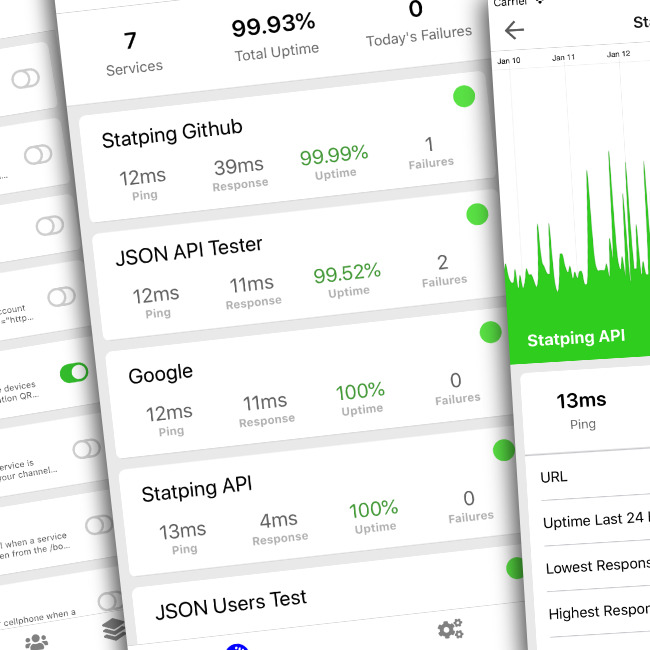 ...
count
="http...
devices
ation QR...
ervice is
your channel...
l when a service
en from the /bo...
cellphone when a
7
Services
99.93%
Total Uptime
0
Today's Failures
Statping Github
12ms
Ping
39ms
Response
99.99%
Uptime
1
Failures
JSON API Tester
12ms
Ping
11ms
Response
99.52%
Uptime
2
Failures
Google
12ms
Ping
11ms
Response
100%
Uptime
0
Failures
Statping API
13ms
Ping
4ms
Response
100%
Uptime
0
Failures
JSON Users Test
Carrier
Sta
Jan 10
Jan 11
Jan 12
Statping API
13ms
Ping
URL
Uptime Last 24 H
Lowest Respons
Highest Respon